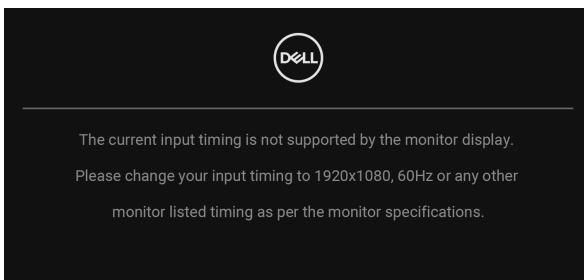 DELL
The current input timing is not supported by the monitor display.
Please change your input timing to 1920x1080, 60Hz or any other
monitor listed timing as per the monitor specifications.